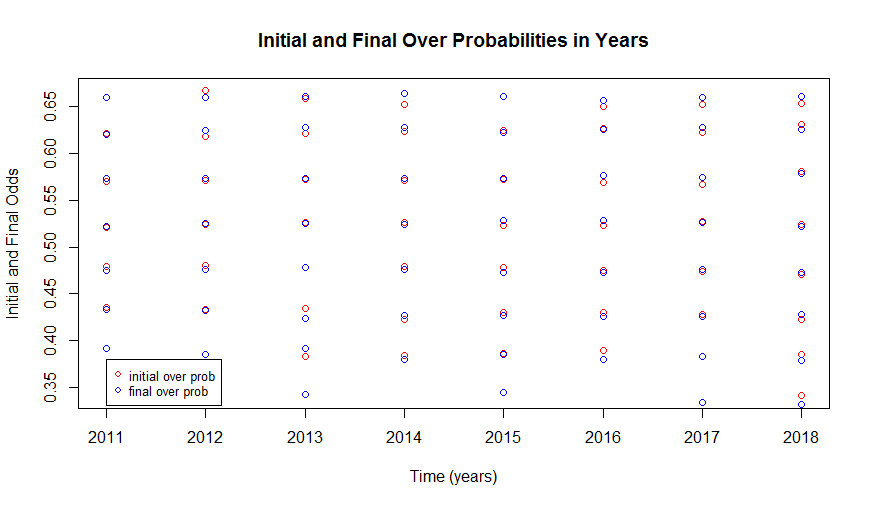 Initial and Final Over Probabilities in Years
Initial and Final Odds
0.65
0.60
0.55
0.50
0.45
0.40
0.35
initial over prob
final over prob
2011 2012 2013 2014 2015 2016 2017 2018
Time (years)